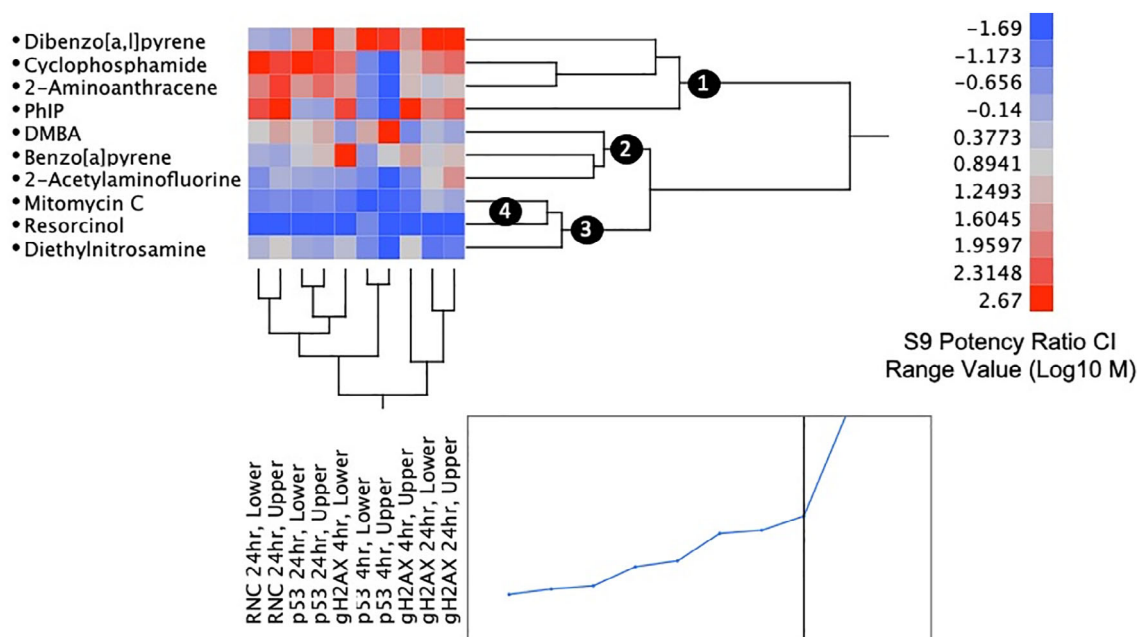 • Dibenzo[a,l]pyrene
• Cyclophosphamide
• 2-Aminoanthracene
• PhIP
• DMBA
• Benzo[a]pyrene
• 2-Acetylaminofluorine
• Mitomycin C
• Resorcinol
• Diethylnitrosamine
1
2
4
3
-1.69
-1.173
-0.656
-0.14
0.3773
0.8941
1.2493
1.6045
1.9597
2.3148
2.67
S9 Potency Ratio CI
Range Value (Log10 M)
RNC 24hr, Lower
RNC 24hr, Upper
p53 24hr, Lower
p53 24hr, Upper
gH2AX 4hr, Lower
p53 4hr, Lower
p53 4hr, Upper
gH2AX 4hr, Upper
gH2AX 24hr, Lower
gH2AX 24hr, Upper